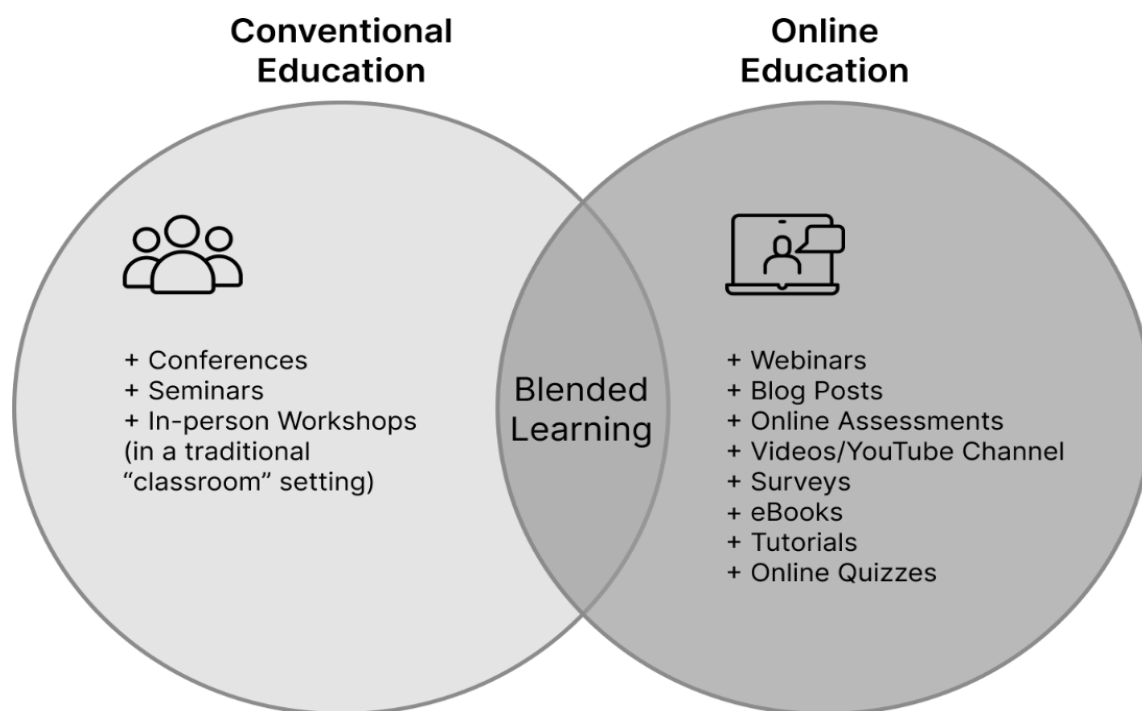 Conventional
Education
Online
Education
+ Conferences
+ Seminars
+ In-person Workshops
(in a traditional
“classroom” setting)
Blended
Learning
+ Webinars
+ Blog Posts
+ Online Assessments
+ Videos/YouTube Channel
+ Surveys
+ eBooks
+ Tutorials
+ Online Quizzes